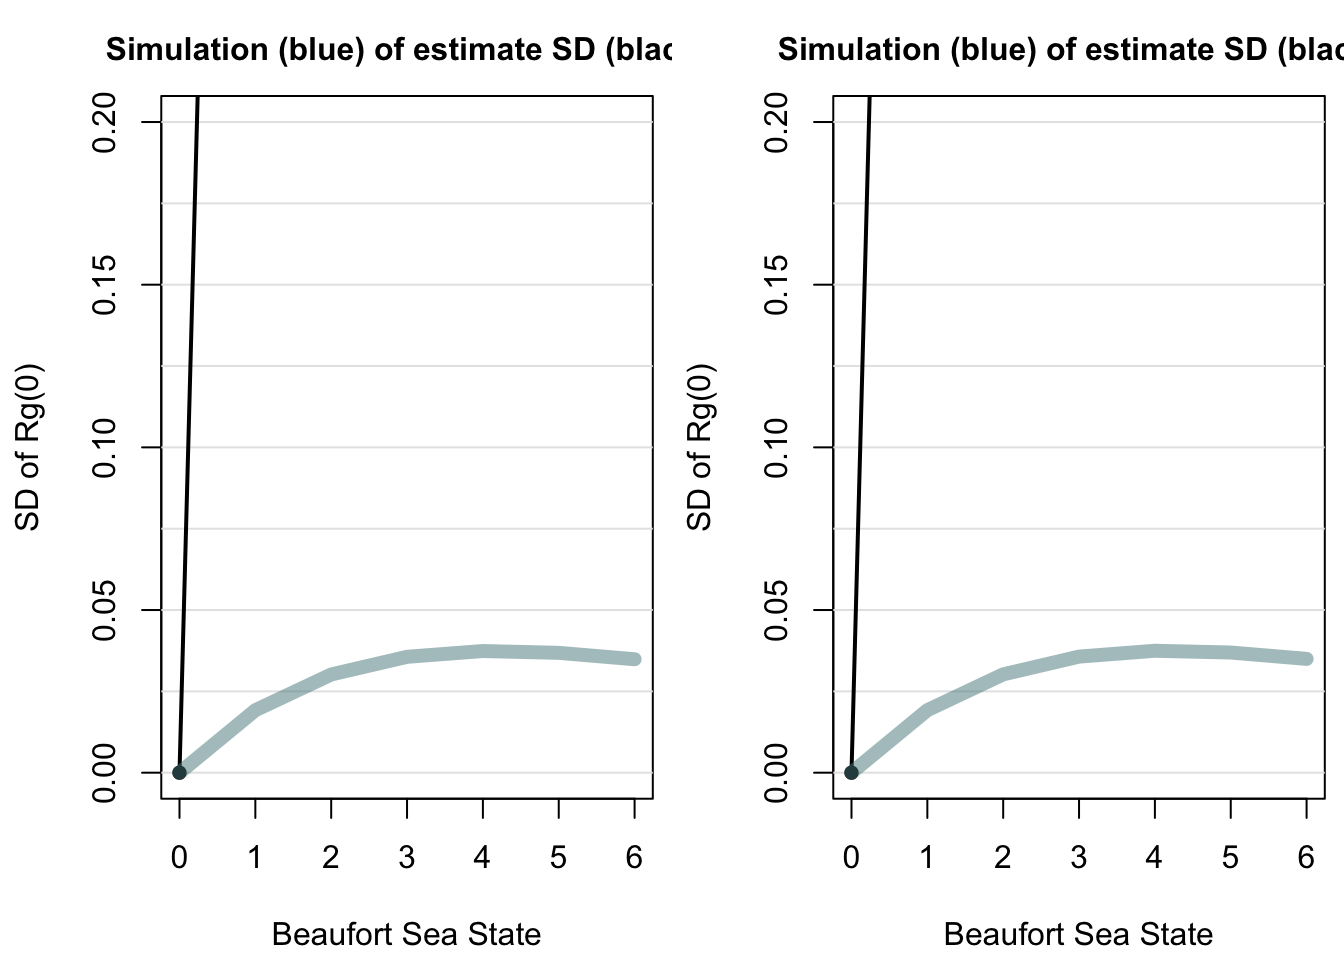 Simulation (blue) of estimate SD (blac
SD of Rg(0)
0.20
0.15
0.10
0.05
0.00
0 1 2 3 4 5 6
Beaufort Sea State
Simulation (blue) of estimate SD (blac
SD of Rg(0)
0.20
0.15
0.10
0.05
0.00
0 1 2 3 4 5 6
Beaufort Sea State